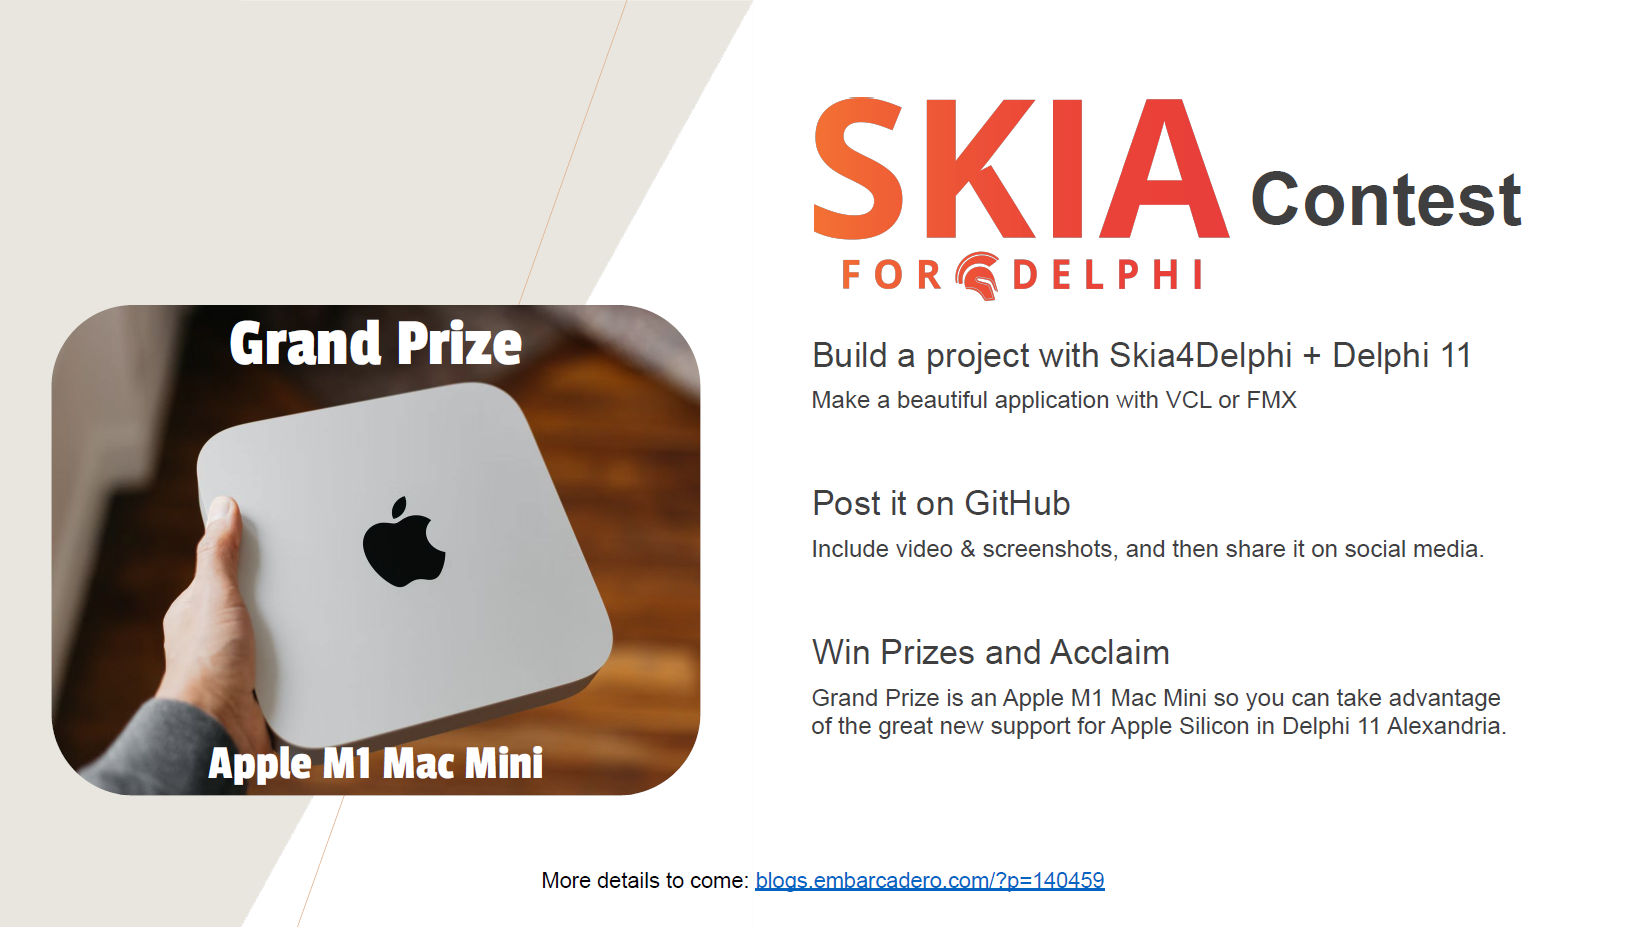 SKIA Contest
FOR DELPHI
Grand Prize
Apple M1 Mac Mini
Build a project with Skia4Delphi + Delphi 11
Make a beautiful application with VCL or FMX
Post it on GitHub
Include video & screenshots, and then share it on social media.
Win Prizes and Acclaim
Grand Prize is an Apple M1 Mac Mini so you can take advantage
of the great new support for Apple Silicon in Delphi 11 Alexandria.
More details to come: blogs.embarcadero.com/?p=140459